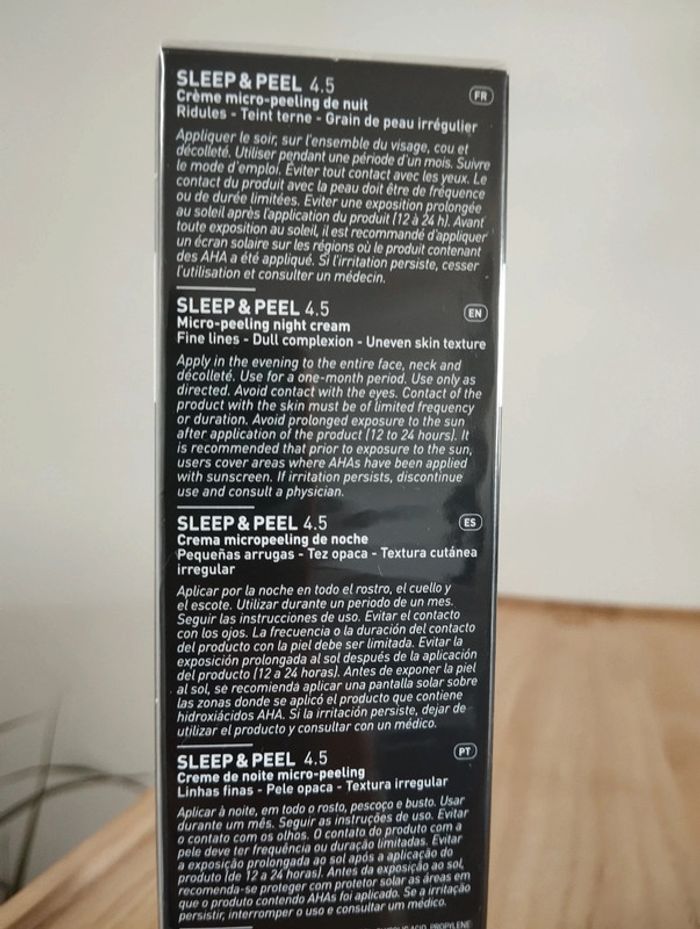 SLEEP & PEEL 4.5
FR
Crème micro-peeling de nuit
Ridules - Teint terne - Grain de peau irrégulier
Appliquer le soir, sur l'ensemble du visage, cou et
décolleté. Utiliser pendant une période d'un mois. Suivre
le mode d'emploi. Éviter tout contact avec les yeux. Le
contact du produit avec la peau doit être de fréquence
ou de durée limitées. Eviter une exposition prolongée
au soleil après l'application du produit (12 à 24 h). Avant
toute exposition au soleil, il est recommandé d'appliquer
un écran solaire sur les régions où le produit contenant
des AHA a été appliqué. Si l'irritation persiste, cesser
l'utilisation et consulter un médecin.
SLEEP & PEEL 4.5
EN
Micro-peeling night cream
Fine lines - Dull complexion - Uneven skin texture
Apply in the evening to the entire face, neck and
décolleté. Use for a one-month period. Use only as
directed. Avoid contact with the eyes. Contact of the
product with the skin must be of limited frequency
or duration. Avoid prolonged exposure to the sun
after application of the product (12 to 24 hours). It
is recommended that prior to exposure to the sun,
users cover areas where AHAs have been applied
with sunscreen. If irritation persists, discontinue
use and consult a physician.
SLEEP & PEEL 4.5
ES
Crema micropeeling de noche
Pequeñas arrugas - Tez opaca - Textura cutánea
irregular
Aplicar por la noche en todo el rostro, el cuello y
el escote. Utilizar durante un periodo de un mes.
Seguir las instrucciones de uso. Evitar el contacto
con los ojos. La frecuencia o la duración del contacto
del producto con la piel debe ser limitada. Evitar la
exposición prolongada al sol después de la aplicación
del producto (12 a 24 horas). Antes de exponer la piel
al sol, se recomienda aplicar una pantalla solar sobre
las zonas donde se aplicó el producto que contiene
hidroxiácidos AHA. Si la irritación persiste, dejar de
utilizar el producto y consultar con un médico.
SLEEP & PEEL 4.5
PT
Creme de noite micro-peeling
Linhas finas - Pele opaca - Textura irregular
Aplicar à noite, em todo o rosto, pescoço e busto. Usar
durante um mês. Seguir as instruções de uso. Evitar
o contato com os olhos. O contato do produto com a
pele deve ter frequência ou duração limitadas. Evitar
a exposição prolongada ao sol após a aplicação do
produto (de 12 a 24 horas). Antes da exposição ao sol,
recomenda-se proteger com protetor solar as áreas em
que o produto contendo AHAs foi aplicado. Se a irritação
persistir, interromper o uso e consultar um médico.
ACID, PROPYLENE